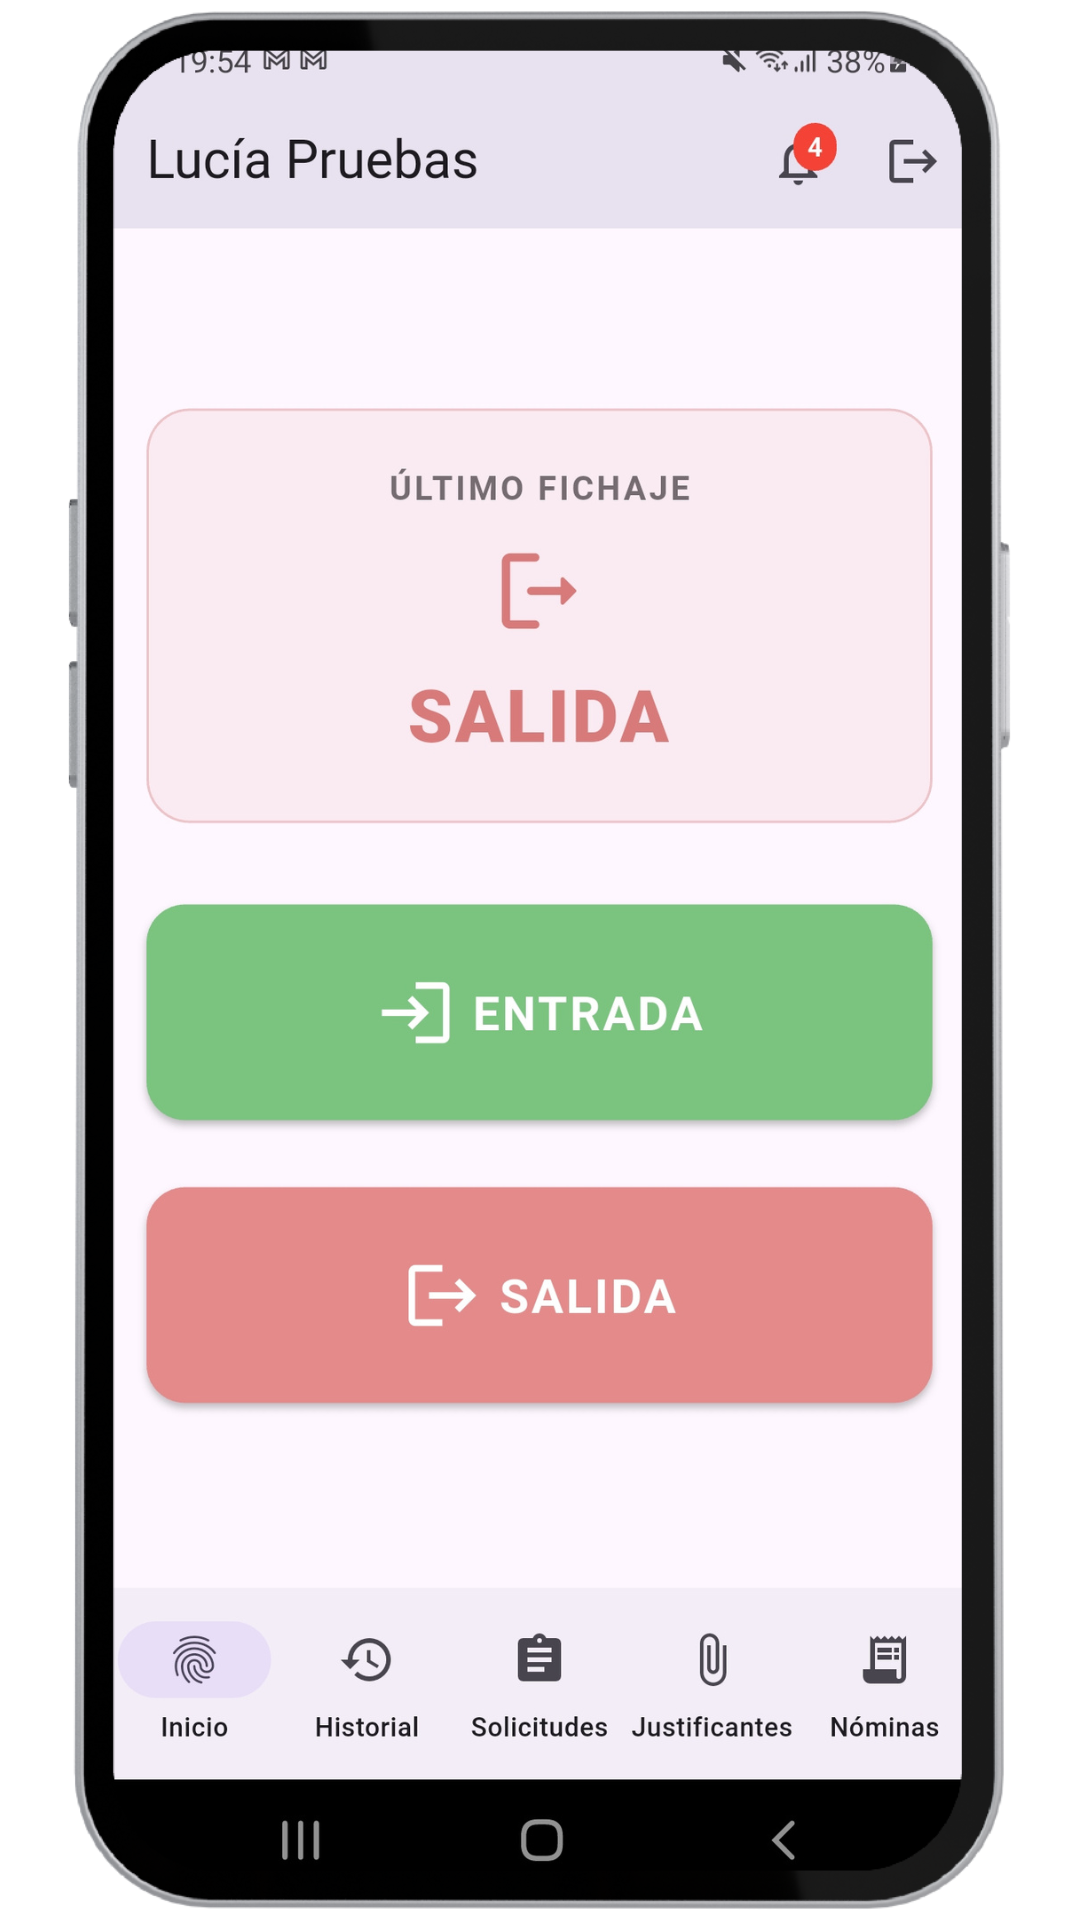 19:54
38%
Lucía Pruebas
4
ÚLTIMO FICHAJE
SALIDA
ENTRADA
SALIDA
Inicio Historial Solicitudes Justificantes Nóminas